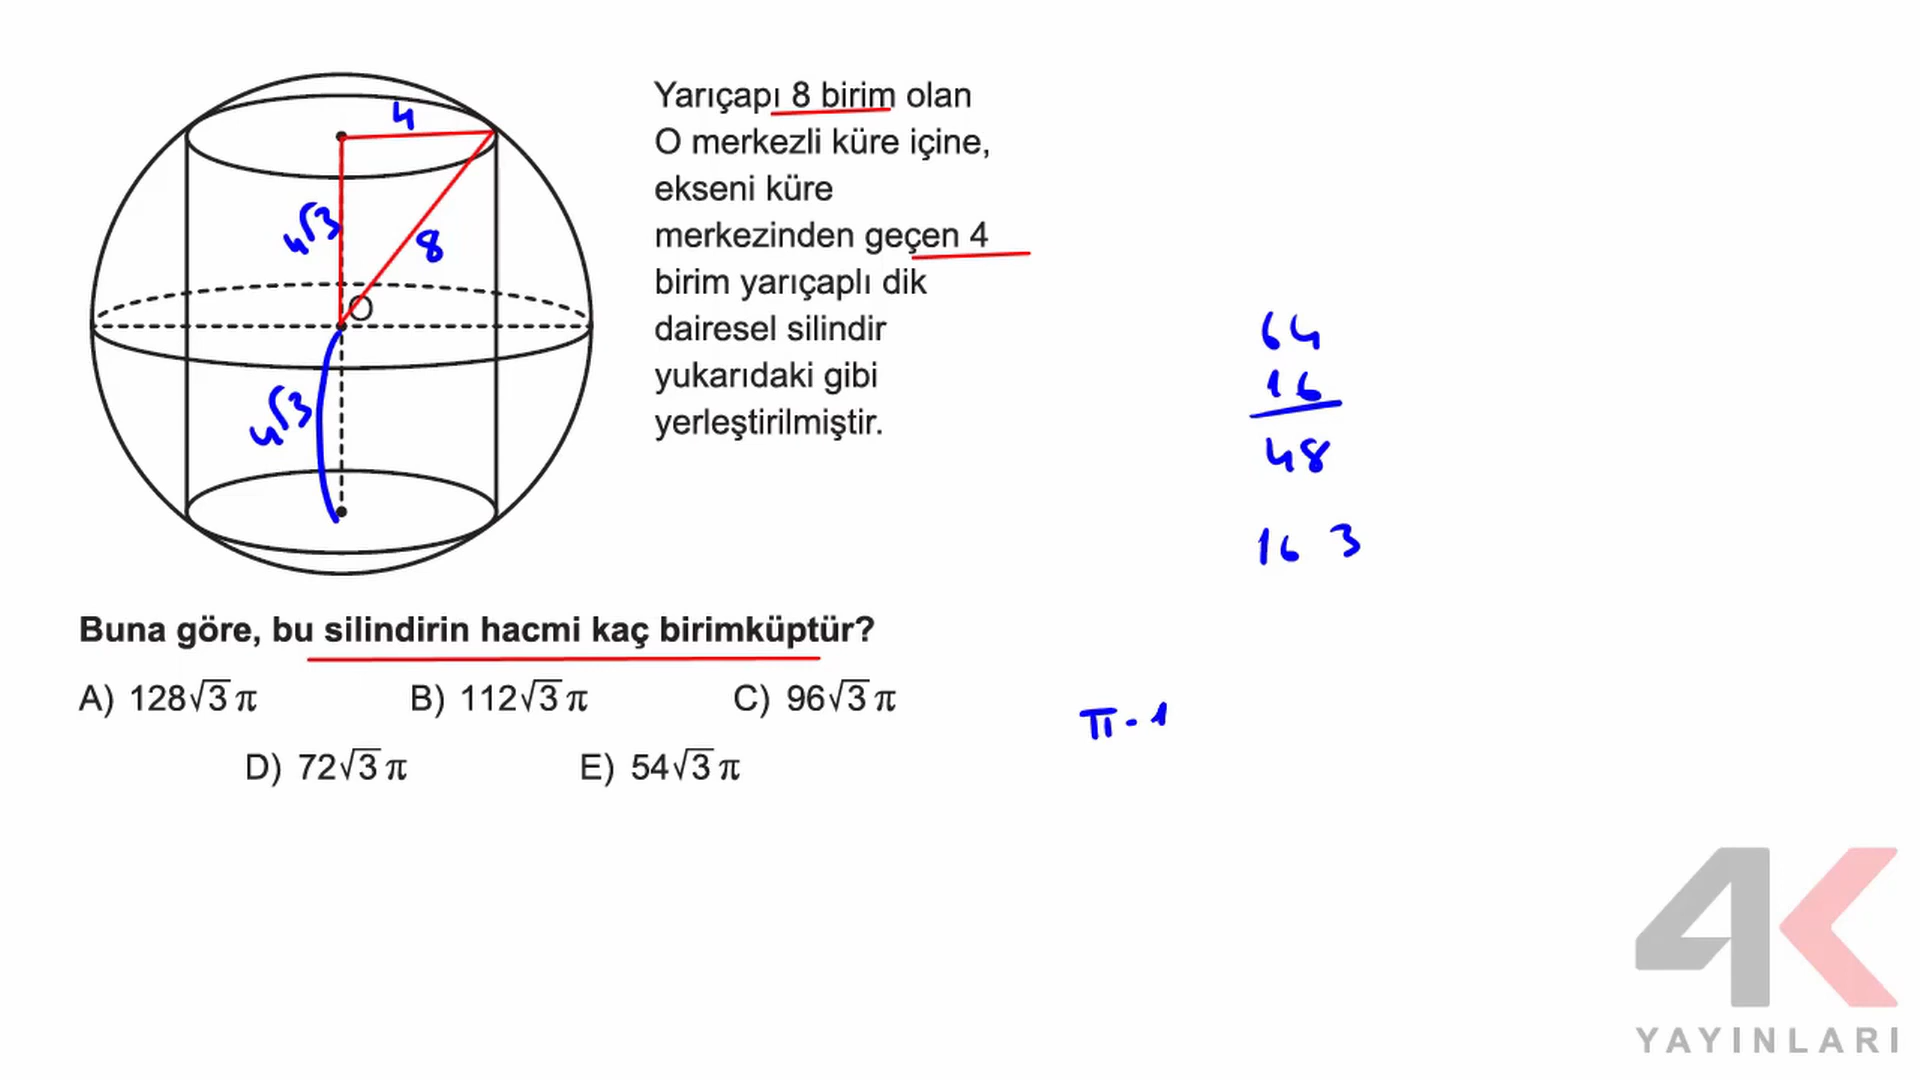 4
4√3
8
O
4√3
Yarıçapı 8 birim olan
O merkezli küre içine,
ekseni küre
merkezinden geçen 4
birim yarıçaplı dik
dairesel silindir
yukarıdaki gibi
yerleştirilmiştir.
64
16
48
16 3
Buna göre, bu silindirin hacmi kaç birimküptür?
A) 128√3 π B) 112√3 π C) 96√3 π
π · 1
D) 72√3 π E) 54√3 π
4K
YAYINLARI